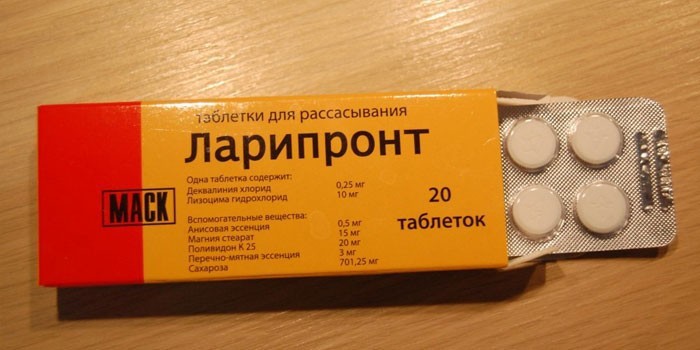 таблетки для рассасывания
Ларипронт
Одна таблетка содержит:
Деквалиния хлорид 0,25 мг
Лизоцима гидрохлорид 10 мг
20 таблеток
МАСК
Вспомогательные вещества:
Анисовая эссенция 0,5 мг
Магния стеарат 15 мг
Поливидон К 25 20 мг
Перечно-мятная эссенция 3 мг
Сахароза 701,25 мг